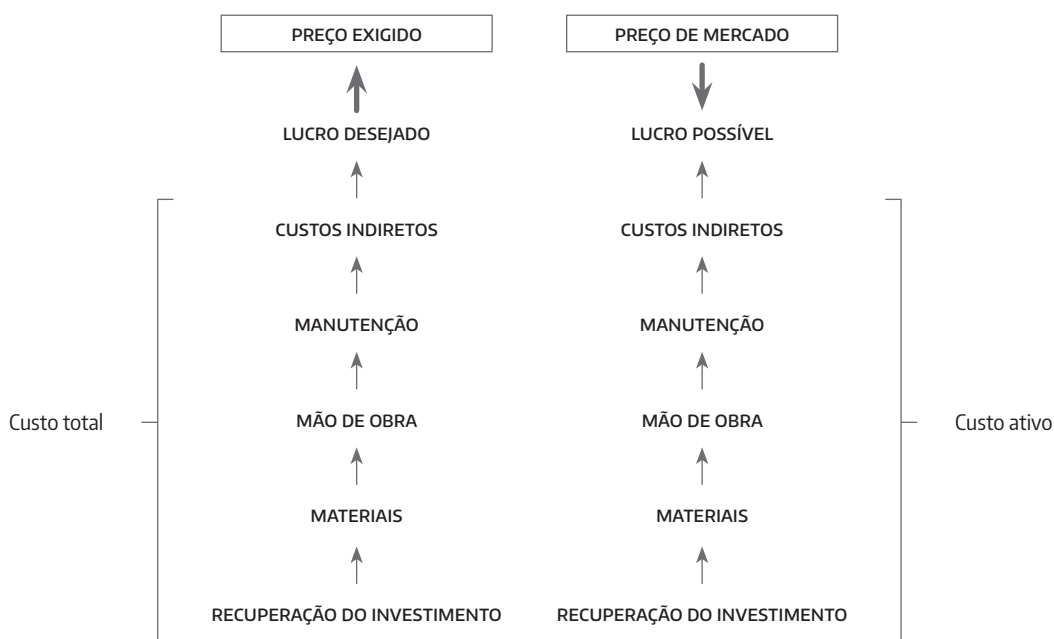 PREÇO EXIGIDO
PREÇO DE MERCADO
LUCRO DESEJADO
LUCRO POSSÍVEL
CUSTOS INDIRETOS
CUSTOS INDIRETOS
MANUTENÇÃO
MANUTENÇÃO
Custo total
MÃO DE OBRA
MÃO DE OBRA
Custo ativo
MATERIAIS
MATERIAIS
RECUPERAÇÃO DO INVESTIMENTO
RECUPERAÇÃO DO INVESTIMENTO